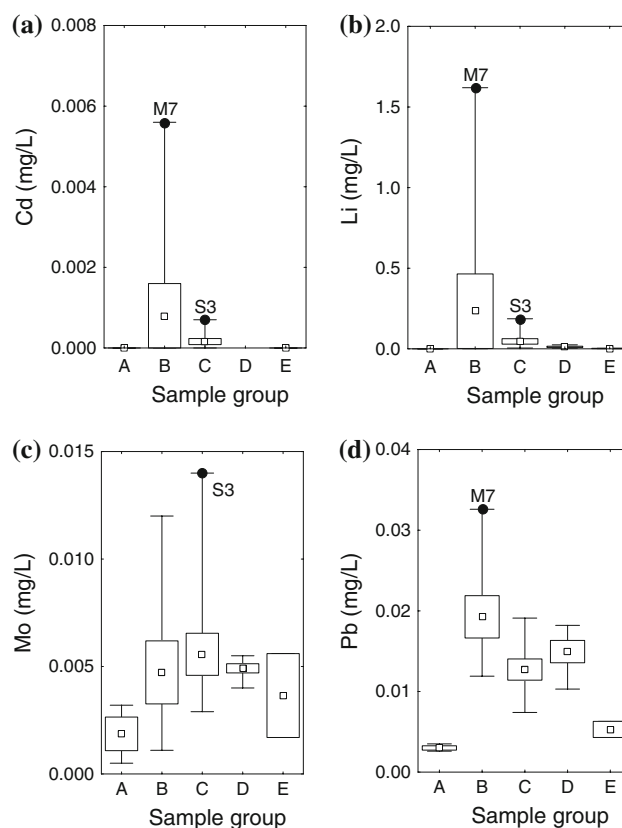 (a)
0.008
0.006
0.004
0.002
0.000
Cd (mg/L)
M7
S3
A B C D E
Sample group
(b)
2.0
1.5
1.0
0.5
0.0
Li (mg/L)
M7
S3
A B C D E
Sample group
(c)
0.015
0.010
0.005
0.000
Mo (mg/L)
S3
A B C D E
Sample group
(d)
0.04
0.03
0.02
0.01
0.00
Pb (mg/L)
M7
A B C D E
Sample group